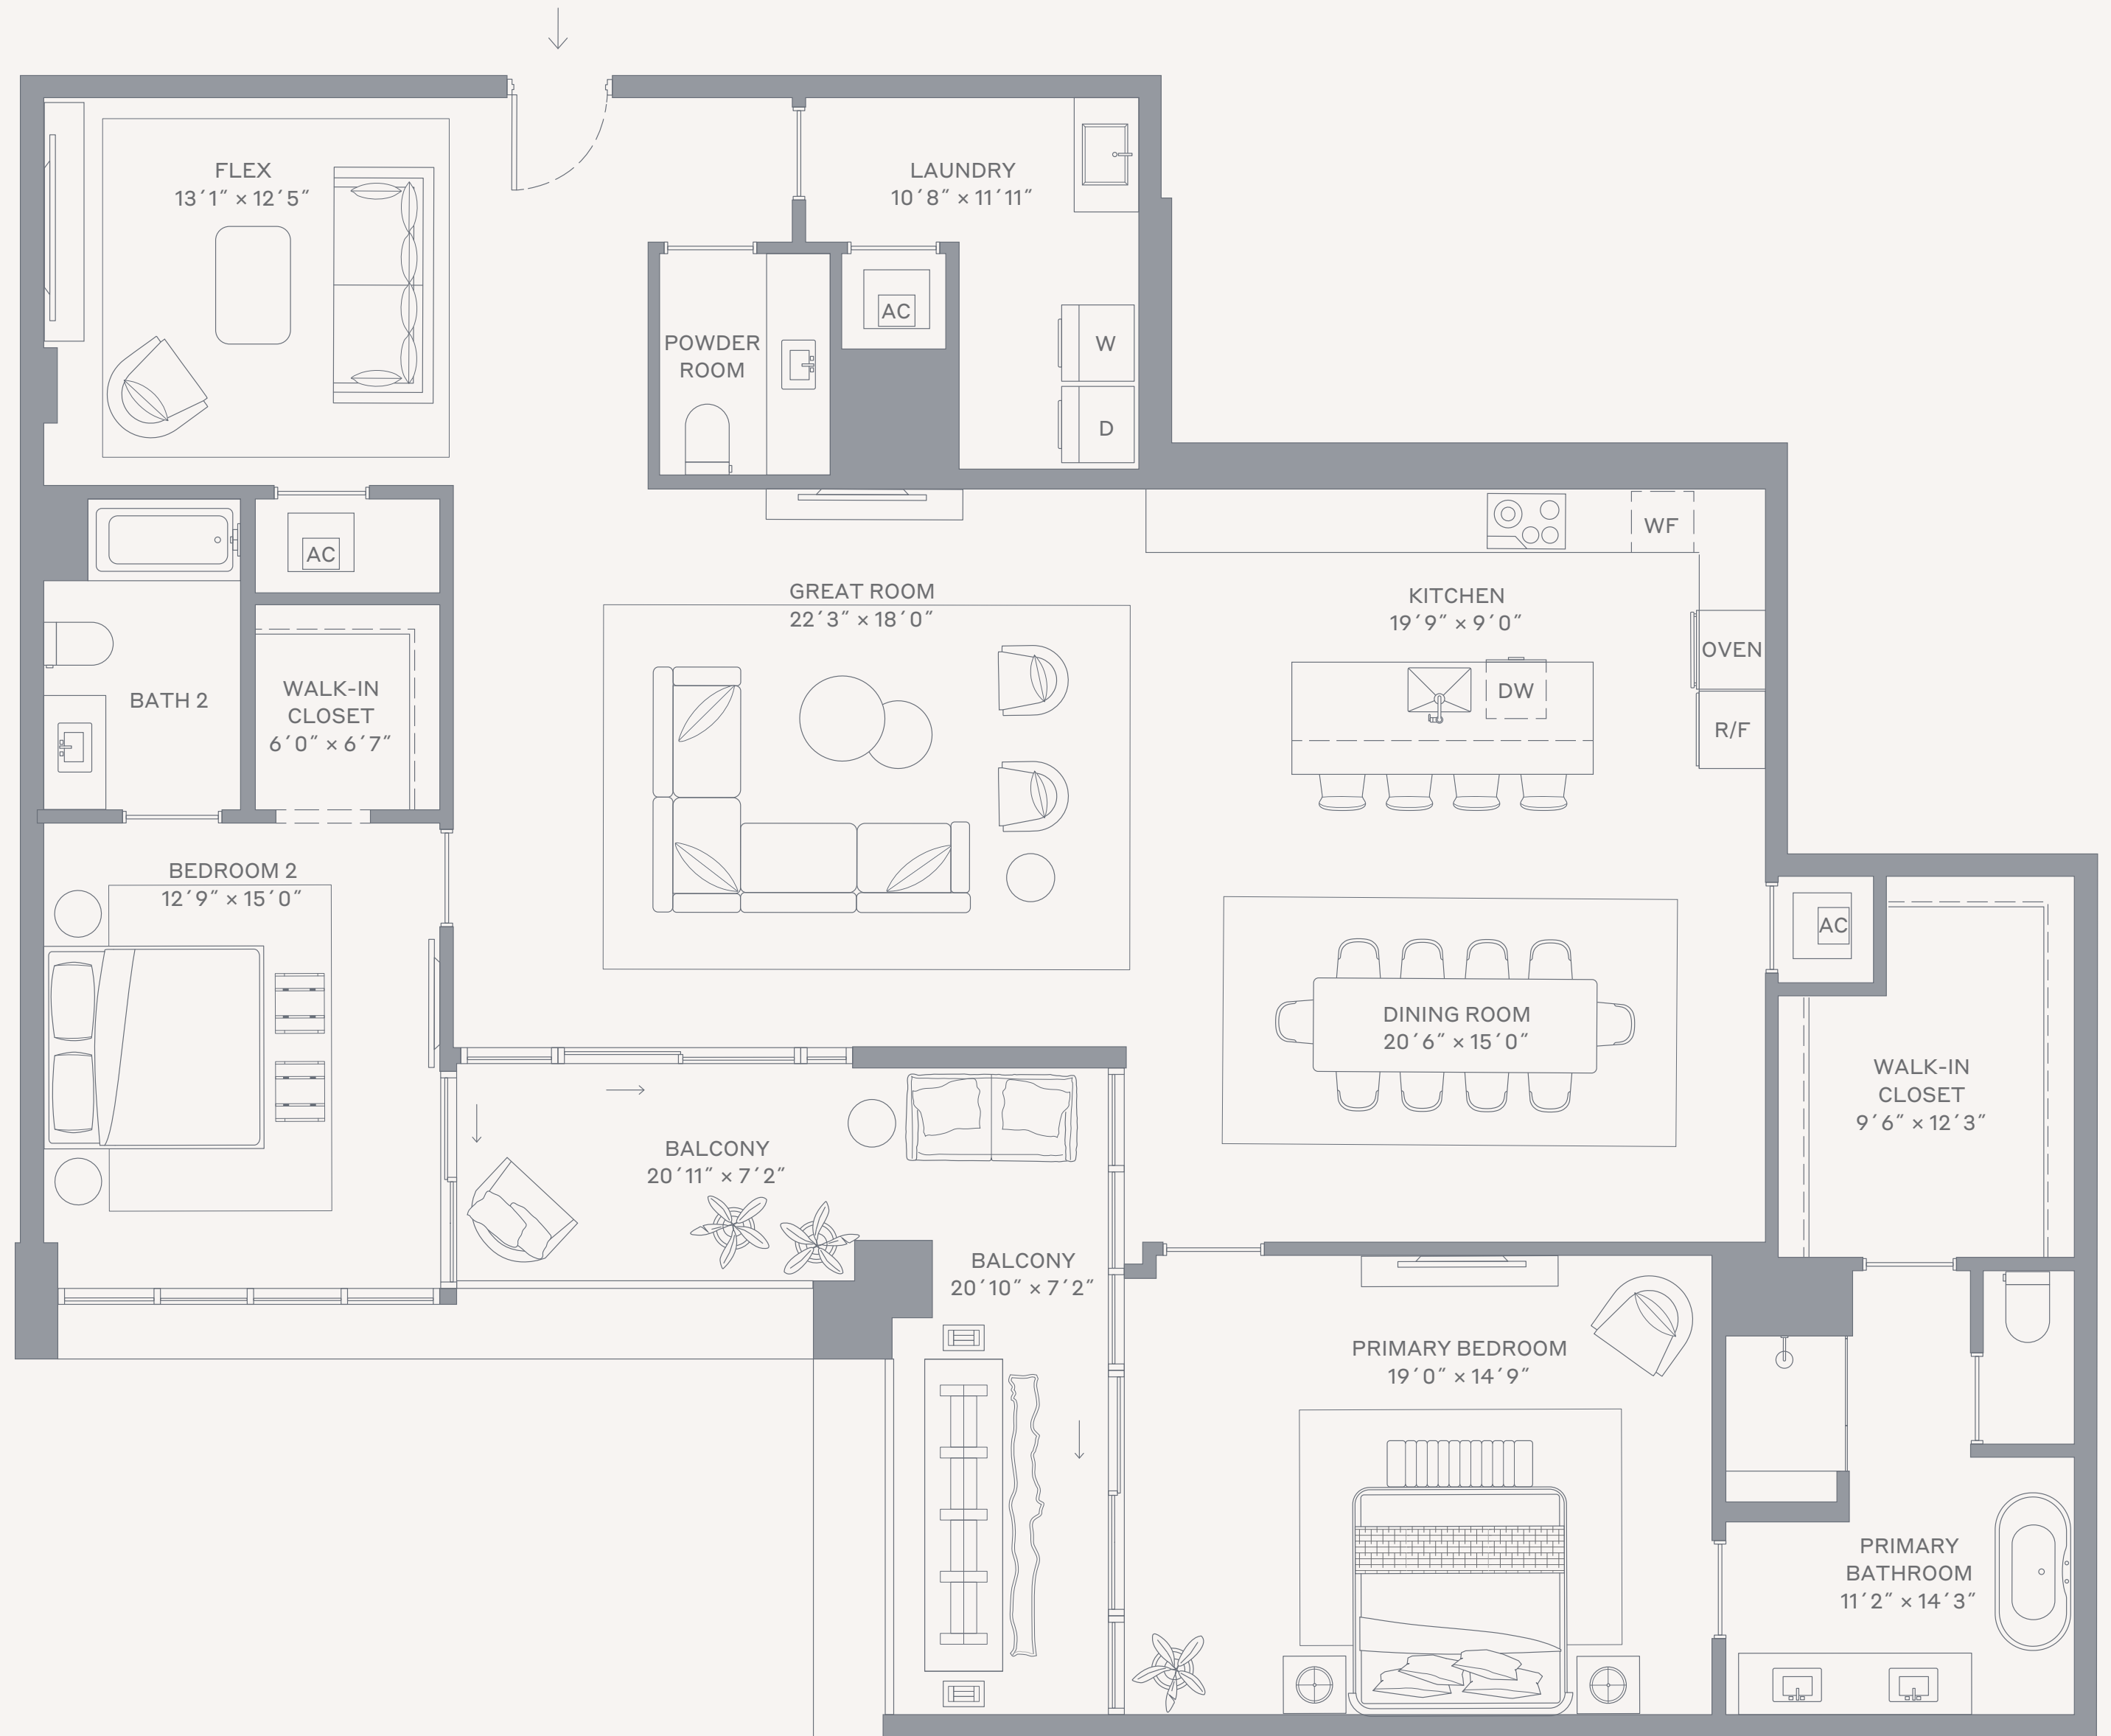 FLEX
13´1˝ × 12´5˝
LAUNDRY
10´8˝ × 11´11˝
AC
POWDER
ROOM
W
D
AC
WF
GREAT ROOM
22´3˝ × 18´0˝
KITCHEN
19´9˝ × 9´0˝
OVEN
DW
R/F
BATH 2
WALK-IN
CLOSET
6´0˝ × 6´7˝
BEDROOM 2
12´9˝ × 15´0˝
AC
DINING ROOM
20´6˝ × 15´0˝
WALK-IN
CLOSET
9´6˝ × 12´3˝
BALCONY
20´11˝ × 7´2˝
BALCONY
20´10˝ × 7´2˝
PRIMARY BEDROOM
19´0˝ × 14´9˝
PRIMARY
BATHROOM
11´2˝ × 14´3˝